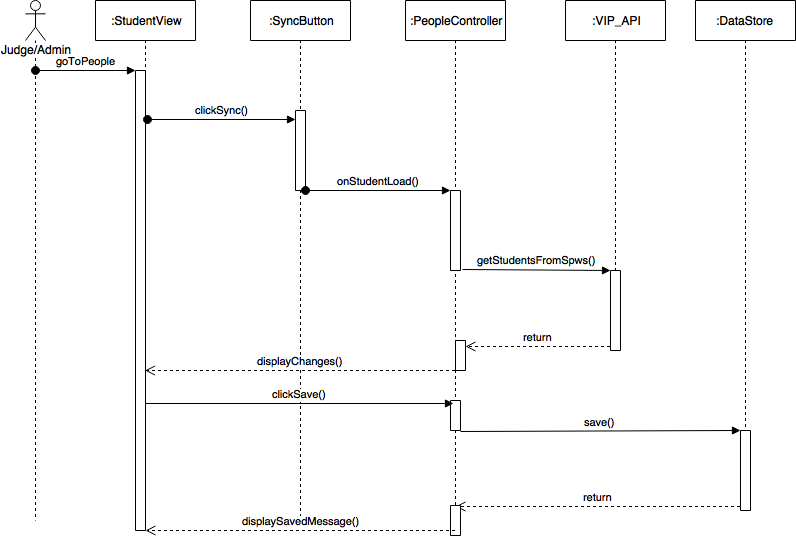 :StudentView
:SyncButton
:PeopleController
:VIP_API
:DataStore
Judge/Admin
goToPeople
clickSync()
onStudentLoad()
getStudentsFromSpws()
return
displayChanges()
clickSave()
save()
return
displaySavedMessage()